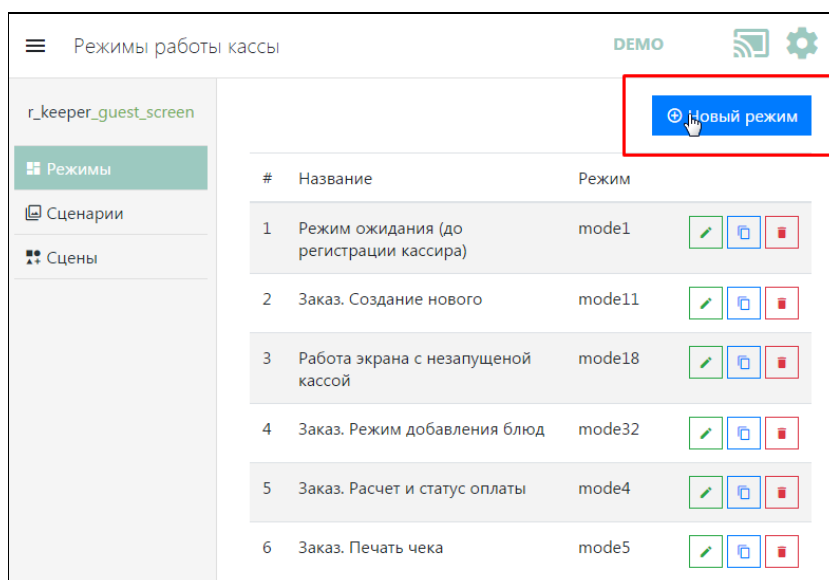 Режимы работы кассы
DEMO
r_keeper_guest_screen
Новый режим
Режимы
Сценарии
Сцены
# Название Режим
1 Режим ожидания (до mode1
регистрации кассира)
2 Заказ. Создание нового mode11
3 Работа экрана с незапущеной mode18
кассой
4 Заказ. Режим добавления блюд mode32
5 Заказ. Расчет и статус оплаты mode4
6 Заказ. Печать чека mode5